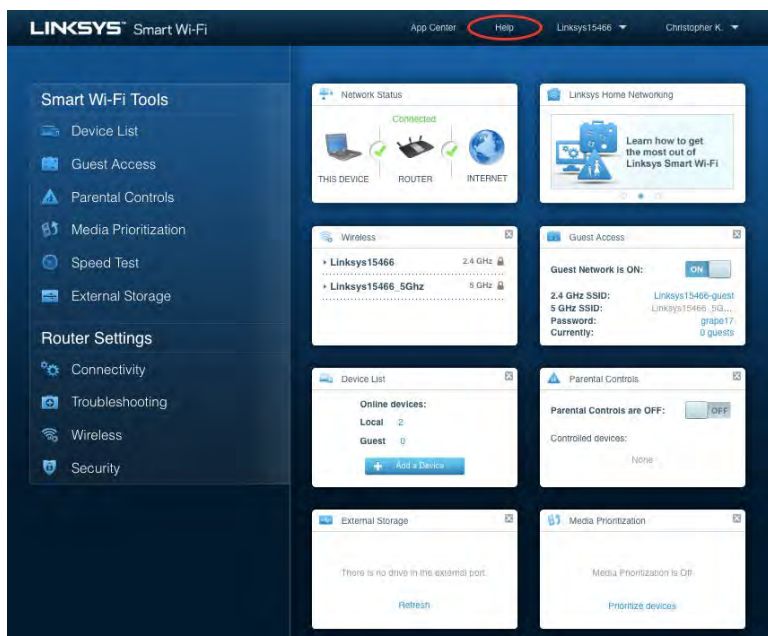 LINKSYS™ Smart Wi-Fi
App Center
Help
Linksys15466
Christopher K.
Smart Wi-Fi Tools
Device List
Guest Access
Parental Controls
Media Prioritization
Speed Test
External Storage
Router Settings
Connectivity
Troubleshooting
Wireless
Security
Network Status
Connected
THIS DEVICE ROUTER INTERNET
Linksys Home Networking
Learn how to get
the most out of
Linksys Smart Wi-Fi
Wireless
Linksys15466 2.4 GHz
Linksys15466_5Ghz 5 GHz
Guest Access
Guest Network is ON: ON
2.4 GHz SSID: Linksys15466-guest
5 GHz SSID: Linksys15466_5G...
Password: grape17
Currently: 0 guests
Device List
Online devices:
Local 2
Guest 0
+ Add a Device
Parental Controls
Parental Controls are OFF: OFF
Controlled devices:
None
External Storage
There is no drive in the external port.
Refresh
Media Prioritization
Media Prioritization is Off
Prioritize devices